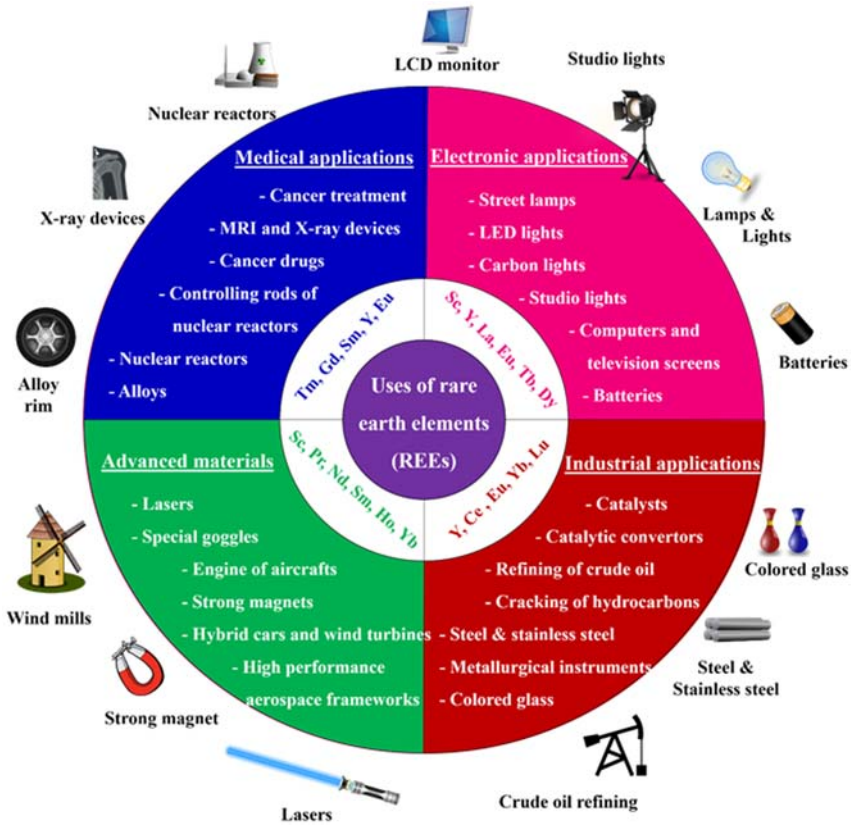 LCD monitor
Studio lights
Nuclear reactors
X-ray devices
Lamps &
Lights
Alloy
rim
Batteries
Medical applications
- Cancer treatment
- MRI and X-ray devices
- Cancer drugs
- Controlling rods of
nuclear reactors
- Nuclear reactors
- Alloys
Tm, Gd, Sm, Y, Eu
Electronic applications
- Street lamps
- LED lights
- Carbon lights
- Studio lights
- Computers and
television screens
- Batteries
Sc, Y, La, Eu, Tb, Dy
Uses of rare
earth elements
(REEs)
Advanced materials
- Lasers
- Special goggles
- Engine of aircrafts
- Strong magnets
- Hybrid cars and wind turbines
- High performance
aerospace frameworks
Sc, Pr, Nd, Sm, Ho, Yb
Industrial applications
- Catalysts
- Catalytic convertors
- Refining of crude oil
- Cracking of hydrocarbons
- Steel & stainless steel
- Metallurgical instruments
- Colored glass
Y, Ce , Eu, Yb, Lu
Wind mills
Colored glass
Strong magnet
Steel &
Stainless steel
Lasers
Crude oil refining